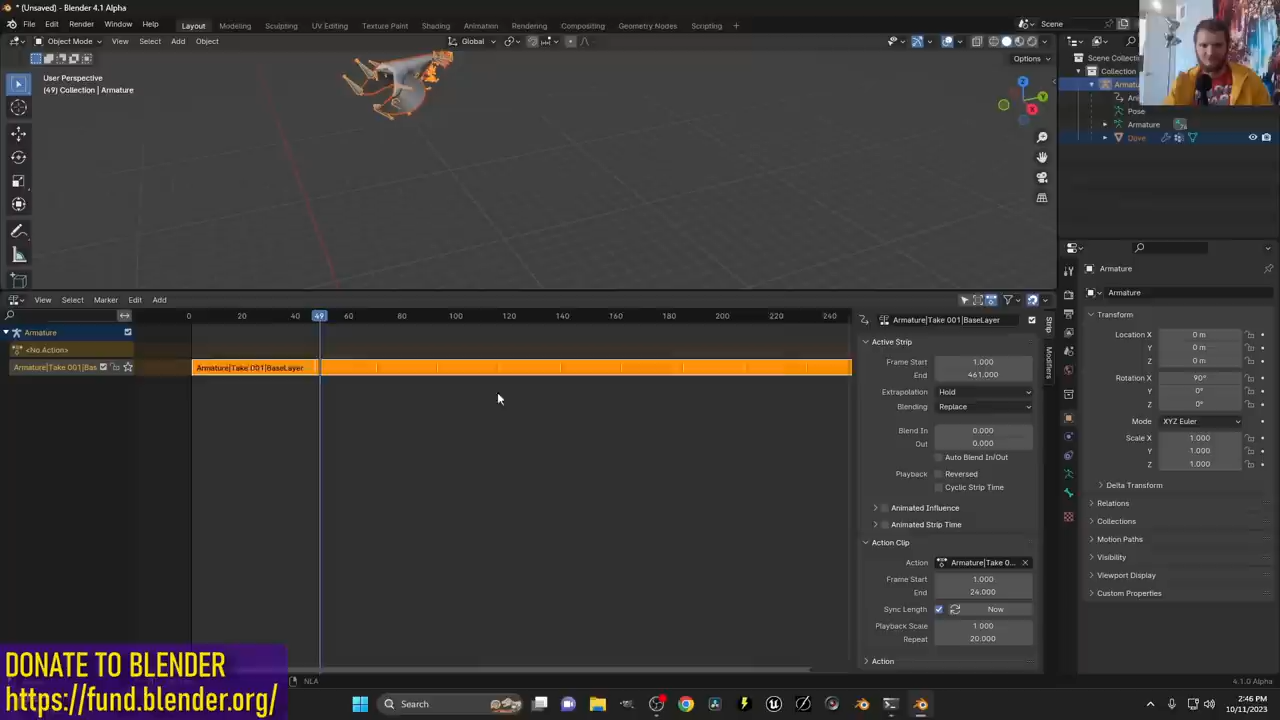 * (Unsaved) - Blender 4.1 Alpha
File Edit Render Window Help
Layout Modeling Sculpting UV Editing Texture Paint Shading Animation Rendering Compositing Geometry Nodes Scripting
Scene
Object Mode View Select Add Object
Global
Options
User Perspective
(49) Collection | Armature
Z
Y
X
Scene Collec
Collection
Armatu
Ani
Pose
Armature
Dove
View Select Marker Edit Add
0 20 40 49 60 80 100 120 140 160 180 200 220 240
Armature
<No Action>
Armature|Take 001|Bas
Armature|Take 001|BaseLayer
Armature|Take 001|BaseLayer
Active Strip
Frame Start 1.000
End 461.000
Extrapolation Hold
Blending Replace
Blend In 0.000
Out 0.000
Auto Blend In/Out
Playback Reversed
Cyclic Strip Time
Animated Influence
Animated Strip Time
Action Clip
Action Armature|Take 0...
Frame Start 1.000
End 24.000
Sync Length Now
Playback Scale 1.000
Repeat 20.000
Action
Strip
Modifiers
Armature
Armature
Transform
Location X 0 m
Y 0 m
Z 0 m
Rotation X 90°
Y 0°
Z 0°
Mode XYZ Euler
Scale X 1.000
Y 1.000
Z 1.000
Delta Transform
Relations
Collections
Motion Paths
Visibility
Viewport Display
Custom Properties
NLA
4.1.0 Alpha
DONATE TO BLENDER
https://fund.blender.org/
Search
2:46 PM
10/11/2023